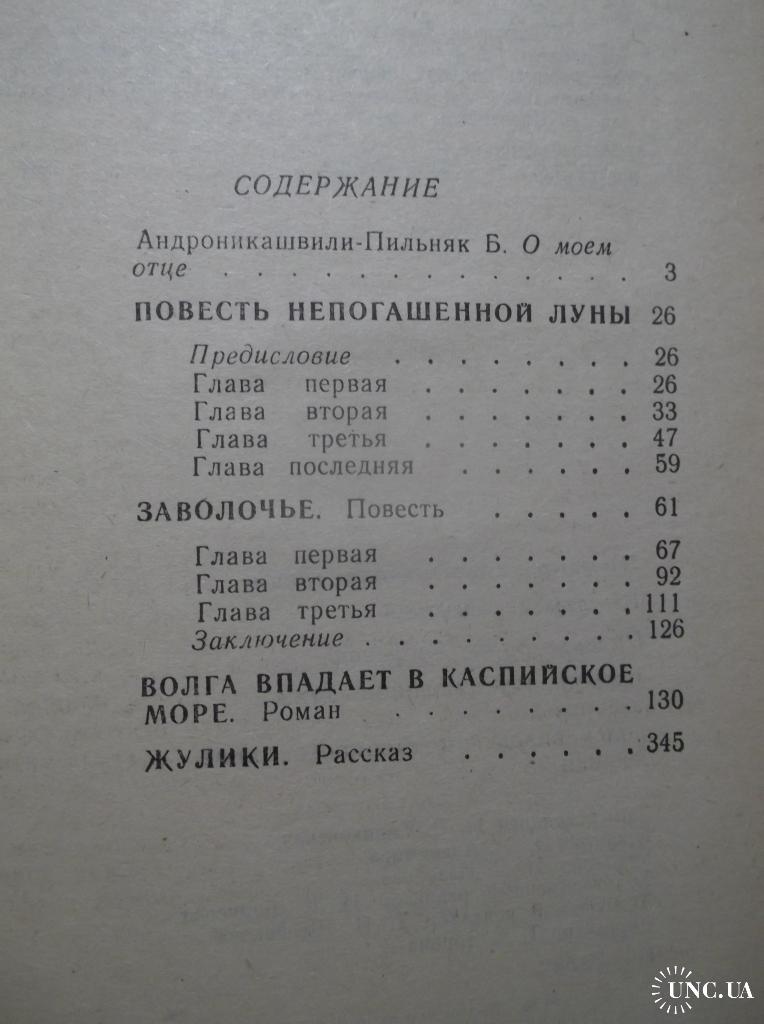 СОДЕРЖАНИЕ
Андроникашвили-Пильняк Б. О моем
отце . . . . . . . . . . . . . 3
ПОВЕСТЬ НЕПОГАШЕННОЙ ЛУНЫ 26
Предисловие . . . . . . . . 26
Глава первая . . . . . . . 26
Глава вторая . . . . . . . 33
Глава третья . . . . . . . 47
Глава последняя . . . . . . 59
ЗАВОЛОЧЬЕ. Повесть . . . . . 61
Глава первая . . . . . . . 67
Глава вторая . . . . . . . 92
Глава третья . . . . . . . 111
Заключение . . . . . . . . . 126
ВОЛГА ВПАДАЕТ В КАСПИЙСКОЕ
МОРЕ. Роман . . . . . . . . 130
ЖУЛИКИ. Рассказ . . . . . . 345
UNC.UA